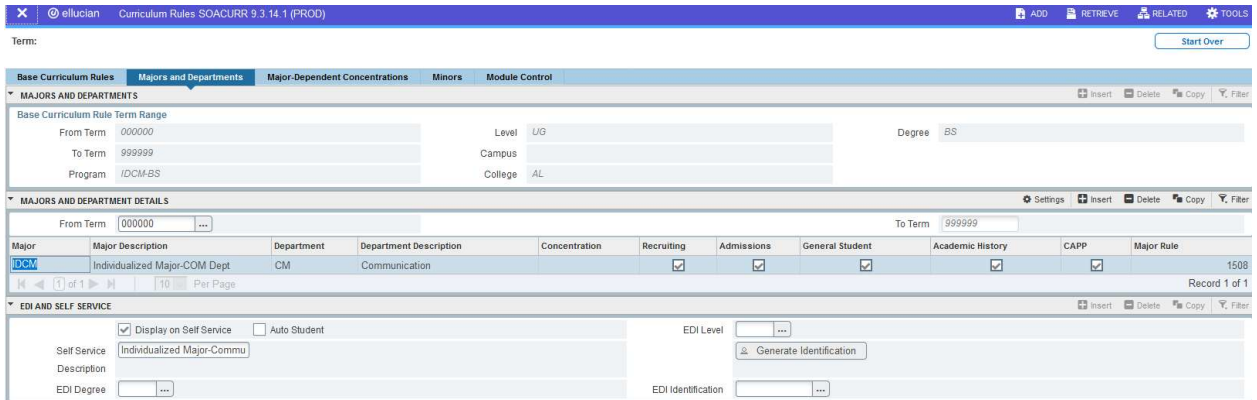 ellucian Curriculum Rules SOACURR 9.3.14.1 (PROD) ADD RETRIEVE RELATED TOOLS
Term: Start Over
Base Curriculum Rules Majors and Departments Major-Dependent Concentrations Minors Module Control
MAJORS AND DEPARTMENTS Insert Delete Copy Filter
Base Curriculum Rule Term Range
From Term 000000 Level UG Degree BS
To Term 999999 Campus
Program IDCM-BS College AL
MAJORS AND DEPARTMENT DETAILS Settings Insert Delete Copy Filter
From Term 000000 ... To Term 999999
Major Major Description Department Department Description Concentration Recruiting Admissions General Student Academic History CAPP Major Rule
IDCM Individualized Major-COM Dept CM Communication 1508
1 of 1 10 Per Page Record 1 of 1
EDI AND SELF SERVICE Insert Delete Copy Filter
Display on Self Service Auto Student EDI Level ...
Self Service Individualized Major-Commu Generate Identification
Description
EDI Degree ... EDI Identification ...